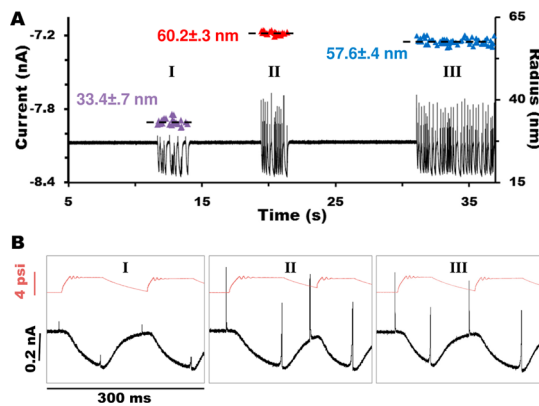 A
60.2±.3 nm
57.6±.4 nm
33.4±.7 nm
I
II
III
Current (nA)
-7.2
-7.8
-8.4
Radius (nm)
65
40
15
5
15
25
35
Time (s)
B
I
II
III
4 psi
0.2 nA
300 ms